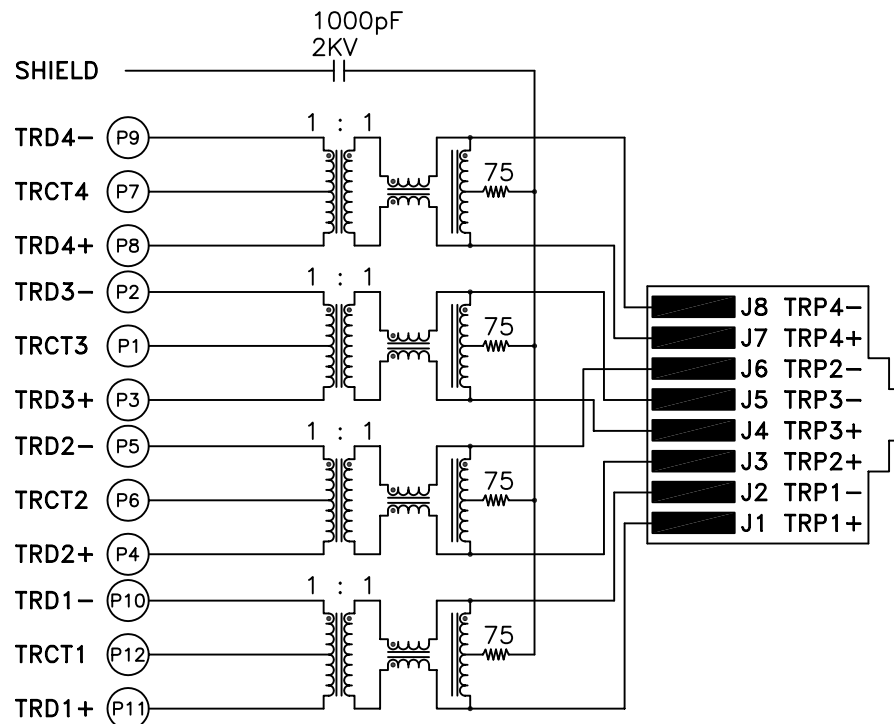 1000pF
2KV
SHIELD
TRD4- P9
1 : 1
75
TRCT4 P7
TRD4+ P8
TRD3- P2
1 : 1
75
TRCT3 P1
TRD3+ P3
TRD2- P5
1 : 1
75
TRCT2 P6
TRD2+ P4
TRD1- P10
1 : 1
75
TRCT1 P12
TRD1+ P11
J8 TRP4-
J7 TRP4+
J6 TRP2-
J5 TRP3-
J4 TRP3+
J3 TRP2+
J2 TRP1-
J1 TRP1+